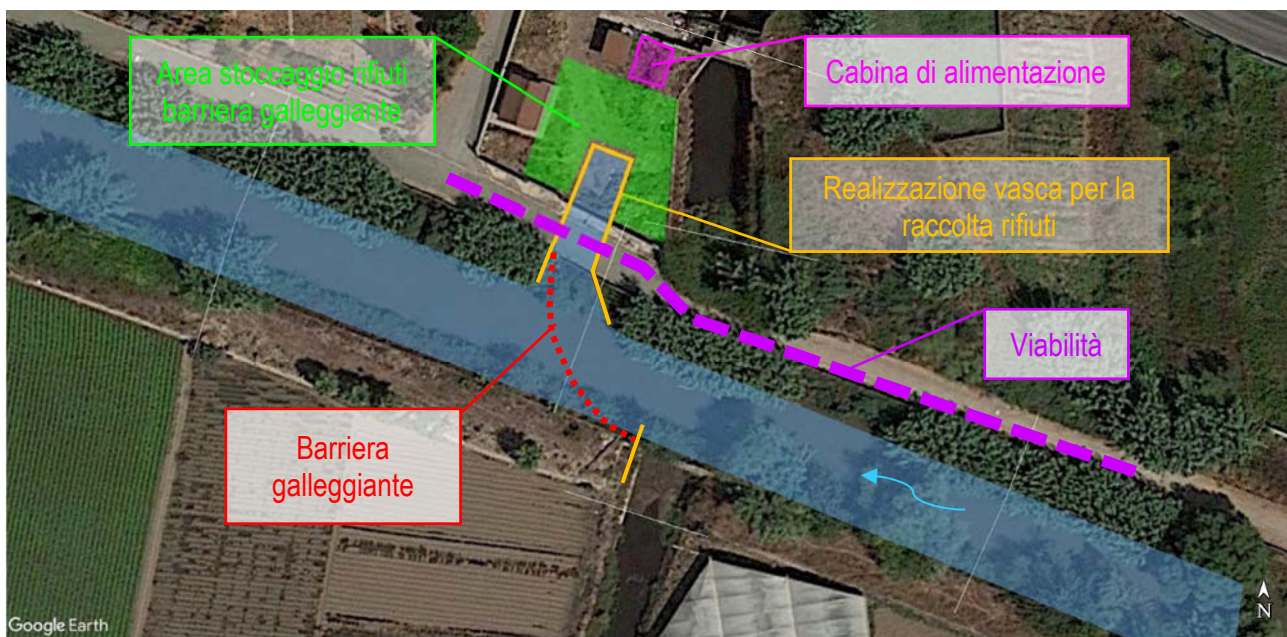 Area stoccaggio rifiuti
barriera galleggiante
Cabina di alimentazione
Realizzazione vasca per la
raccolta rifiuti
Viabilità
Barriera
galleggiante
Google Earth
N